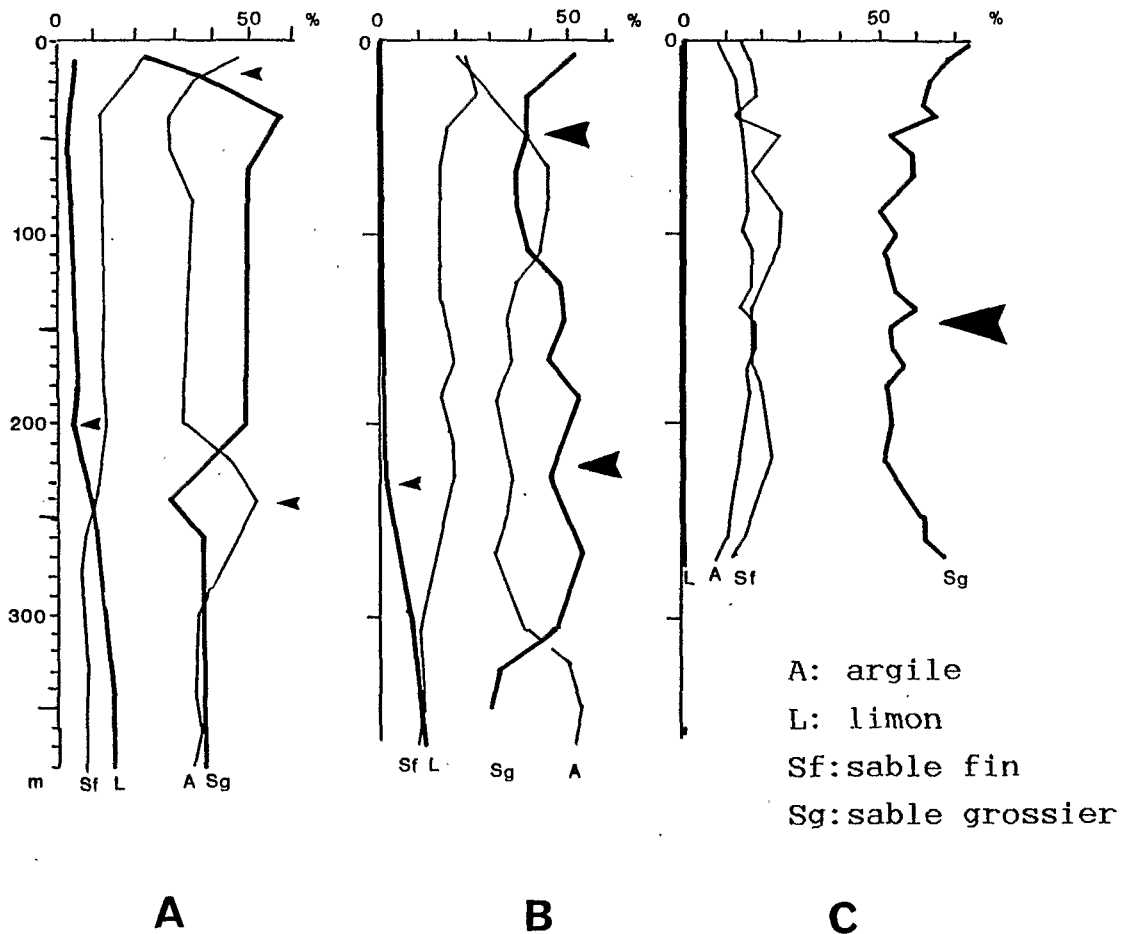 0 50 %
0 50 %
0 50 %
m
0
0
100
200
300
m
Sf L A Sg
Sf L Sg A
L A Sf Sg
A: argile
L: limon
Sf:sable fin
Sg:sable grossier
A B C